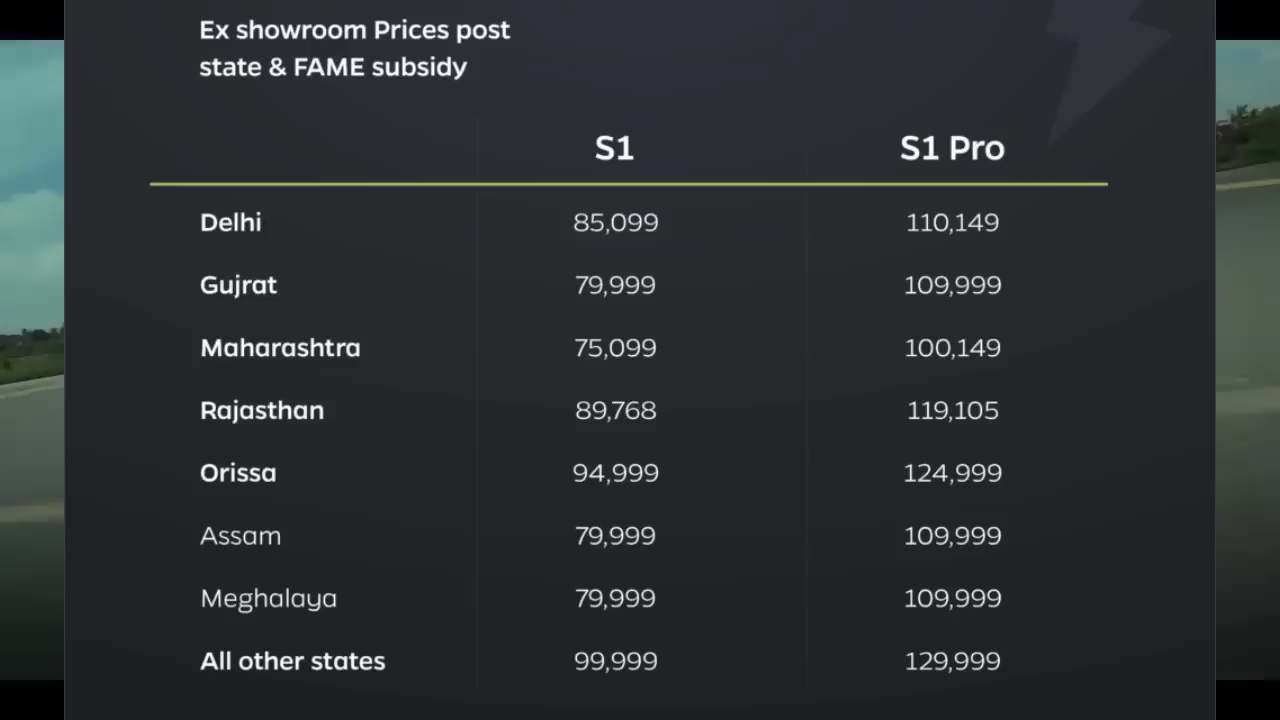 Ex showroom Prices post
state & FAME subsidy
S1 S1 Pro
Delhi 85,099 110,149
Gujrat 79,999 109,999
Maharashtra 75,099 100,149
Rajasthan 89,768 119,105
Orissa 94,999 124,999
Assam 79,999 109,999
Meghalaya 79,999 109,999
All other states 99,999 129,999